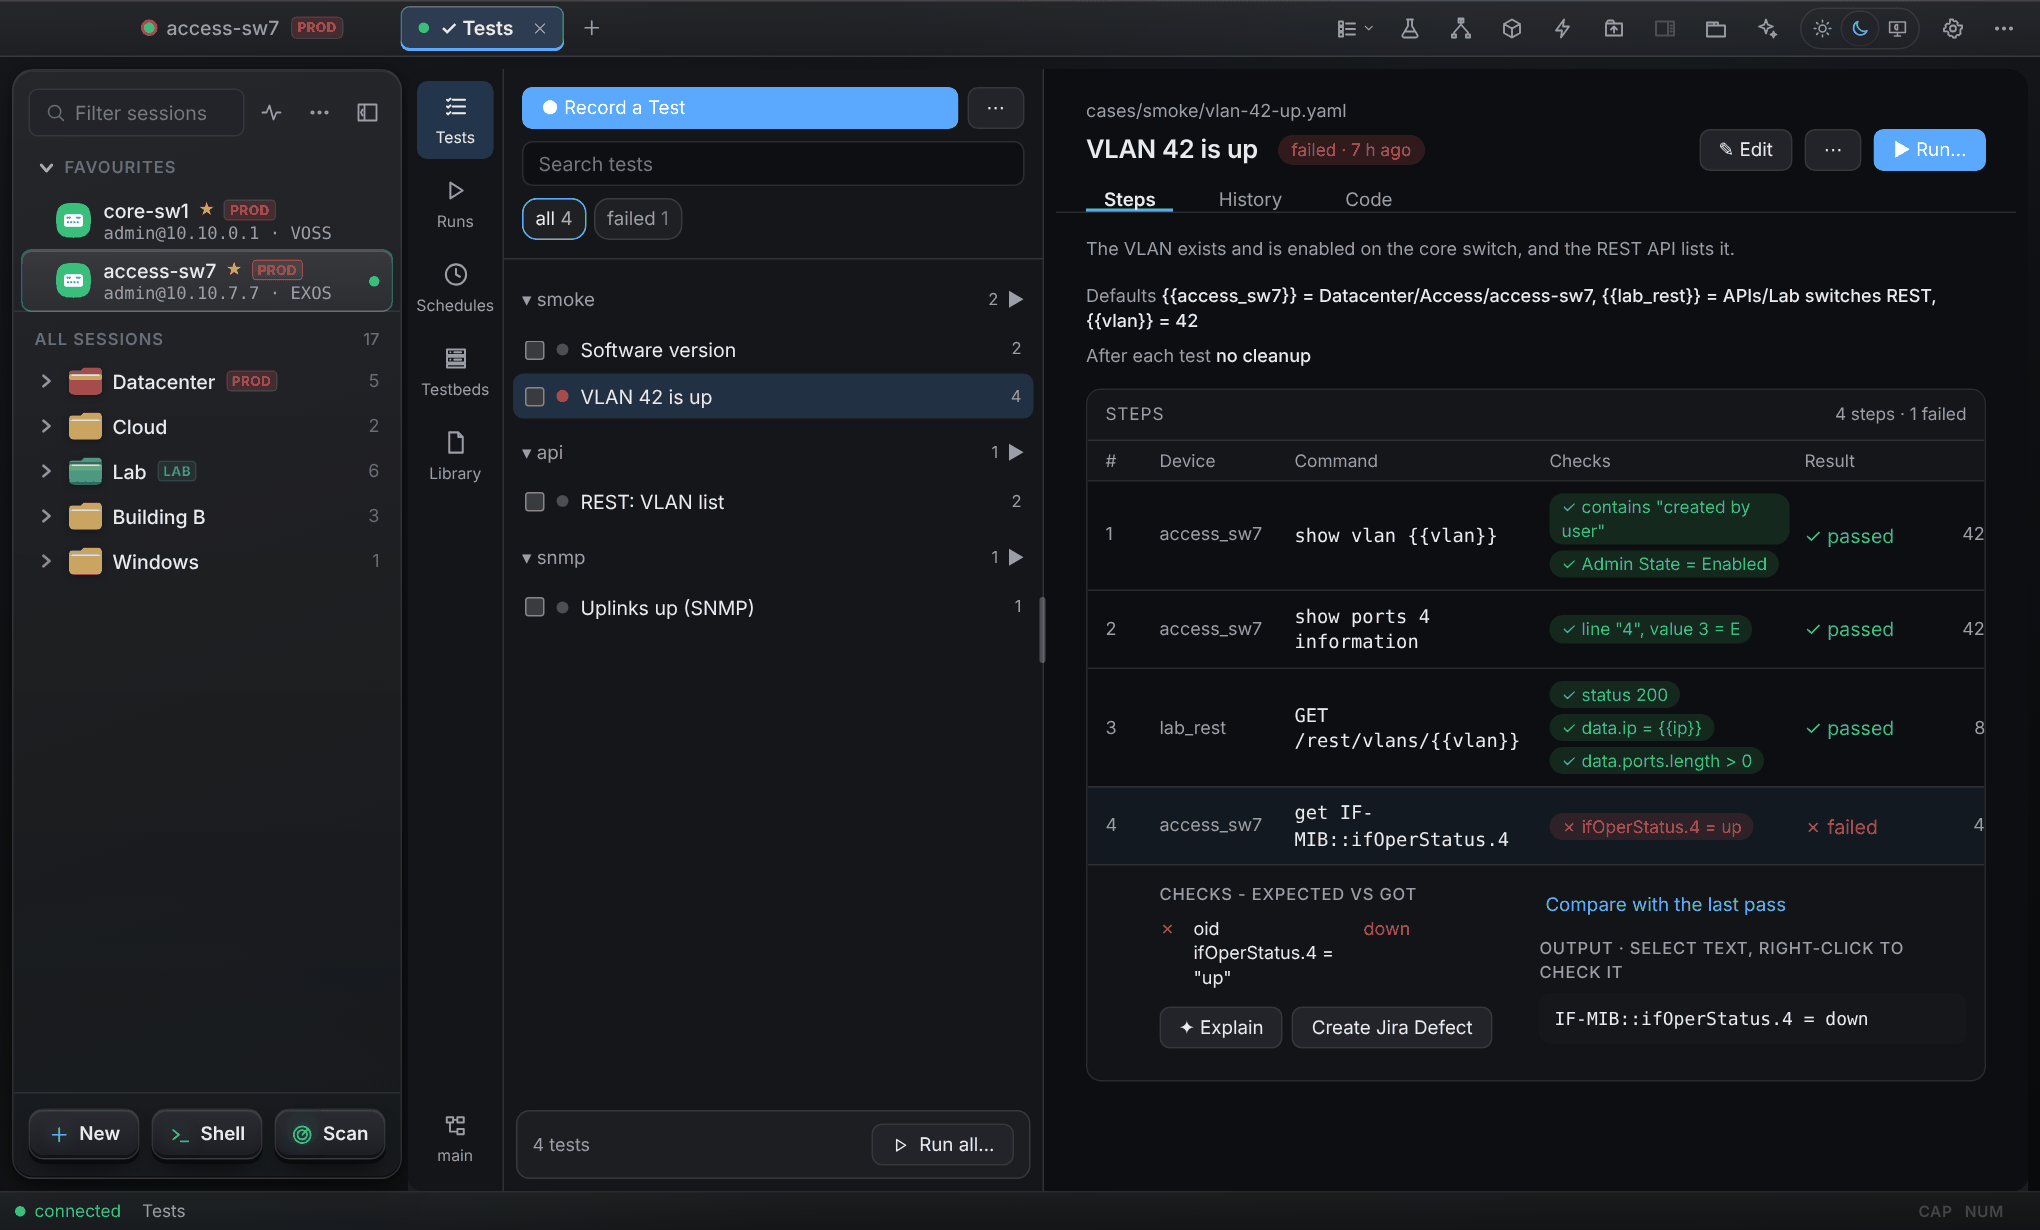 access-sw7 PROD
✓ Tests
Filter sessions
FAVOURITES
core-sw1 ★ PROD
admin@10.10.0.1 · VOSS
access-sw7 ★ PROD
admin@10.10.7.7 · EXOS
ALL SESSIONS 17
Datacenter PROD 5
Cloud 2
Lab LAB 6
Building B 3
Windows 1
New
Shell
Scan
Tests
Runs
Schedules
Testbeds
Library
main
Record a Test
Search tests
all 4
failed 1
smoke 2
Software version 2
VLAN 42 is up 4
api 1
REST: VLAN list 2
snmp 1
Uplinks up (SNMP) 1
4 tests
Run all...
cases/smoke/vlan-42-up.yaml
VLAN 42 is up failed · 7 h ago
Edit
Run...
Steps History Code
The VLAN exists and is enabled on the core switch, and the REST API lists it.
Defaults {{access_sw7}} = Datacenter/Access/access-sw7, {{lab_rest}} = APIs/Lab switches REST,
{{vlan}} = 42
After each test no cleanup
STEPS 4 steps · 1 failed
# Device Command Checks Result
1 access_sw7 show vlan {{vlan}}
✓ contains "created by
user"
✓ Admin State = Enabled
✓ passed 42
2 access_sw7 show ports 4
information
✓ line "4", value 3 = E
✓ passed 42
3 lab_rest GET
/rest/vlans/{{vlan}}
✓ status 200
✓ data.ip = {{ip}}
✓ data.ports.length > 0
✓ passed 8
4 access_sw7 get IF-
MIB::ifOperStatus.4
× ifOperStatus.4 = up
× failed 4
CHECKS - EXPECTED VS GOT
× oid down
ifOperStatus.4 =
"up"
Explain
Create Jira Defect
Compare with the last pass
OUTPUT · SELECT TEXT, RIGHT-CLICK TO
CHECK IT
IF-MIB::ifOperStatus.4 = down
connected Tests
CAP NUM